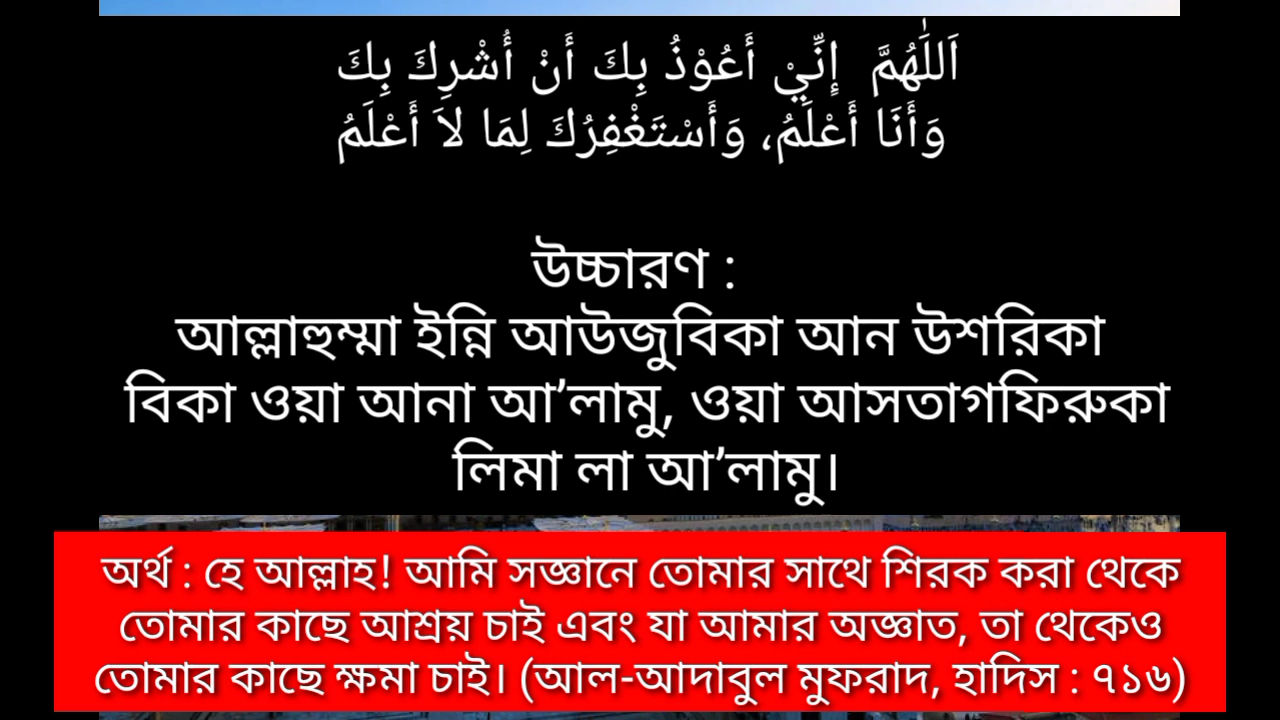 اَللّٰهُمَّ إِنِّيْ أَعُوْذُ بِكَ أَنْ أُشْرِكَ بِكَ
وَأَنَا أَعْلَمُ، وَأَسْتَغْفِرُكَ لِمَا لاَ أَعْلَمُ
উচ্চারণ :
আল্লাহুম্মা ইন্নি আউজুবিকা আন উশরিকা
বিকা ওয়া আনা আ’লামু, ওয়া আসতাগফিরুকা
লিমা লা আ’লামু।
অর্থ : হে আল্লাহ! আমি সজ্ঞানে তোমার সাথে শিরক করা থেকে
তোমার কাছে আশ্রয় চাই এবং যা আমার অজ্ঞাত, তা থেকেও
তোমার কাছে ক্ষমা চাই। (আল-আদাবুল মুফরাদ, হাদিস : ৭১৬)